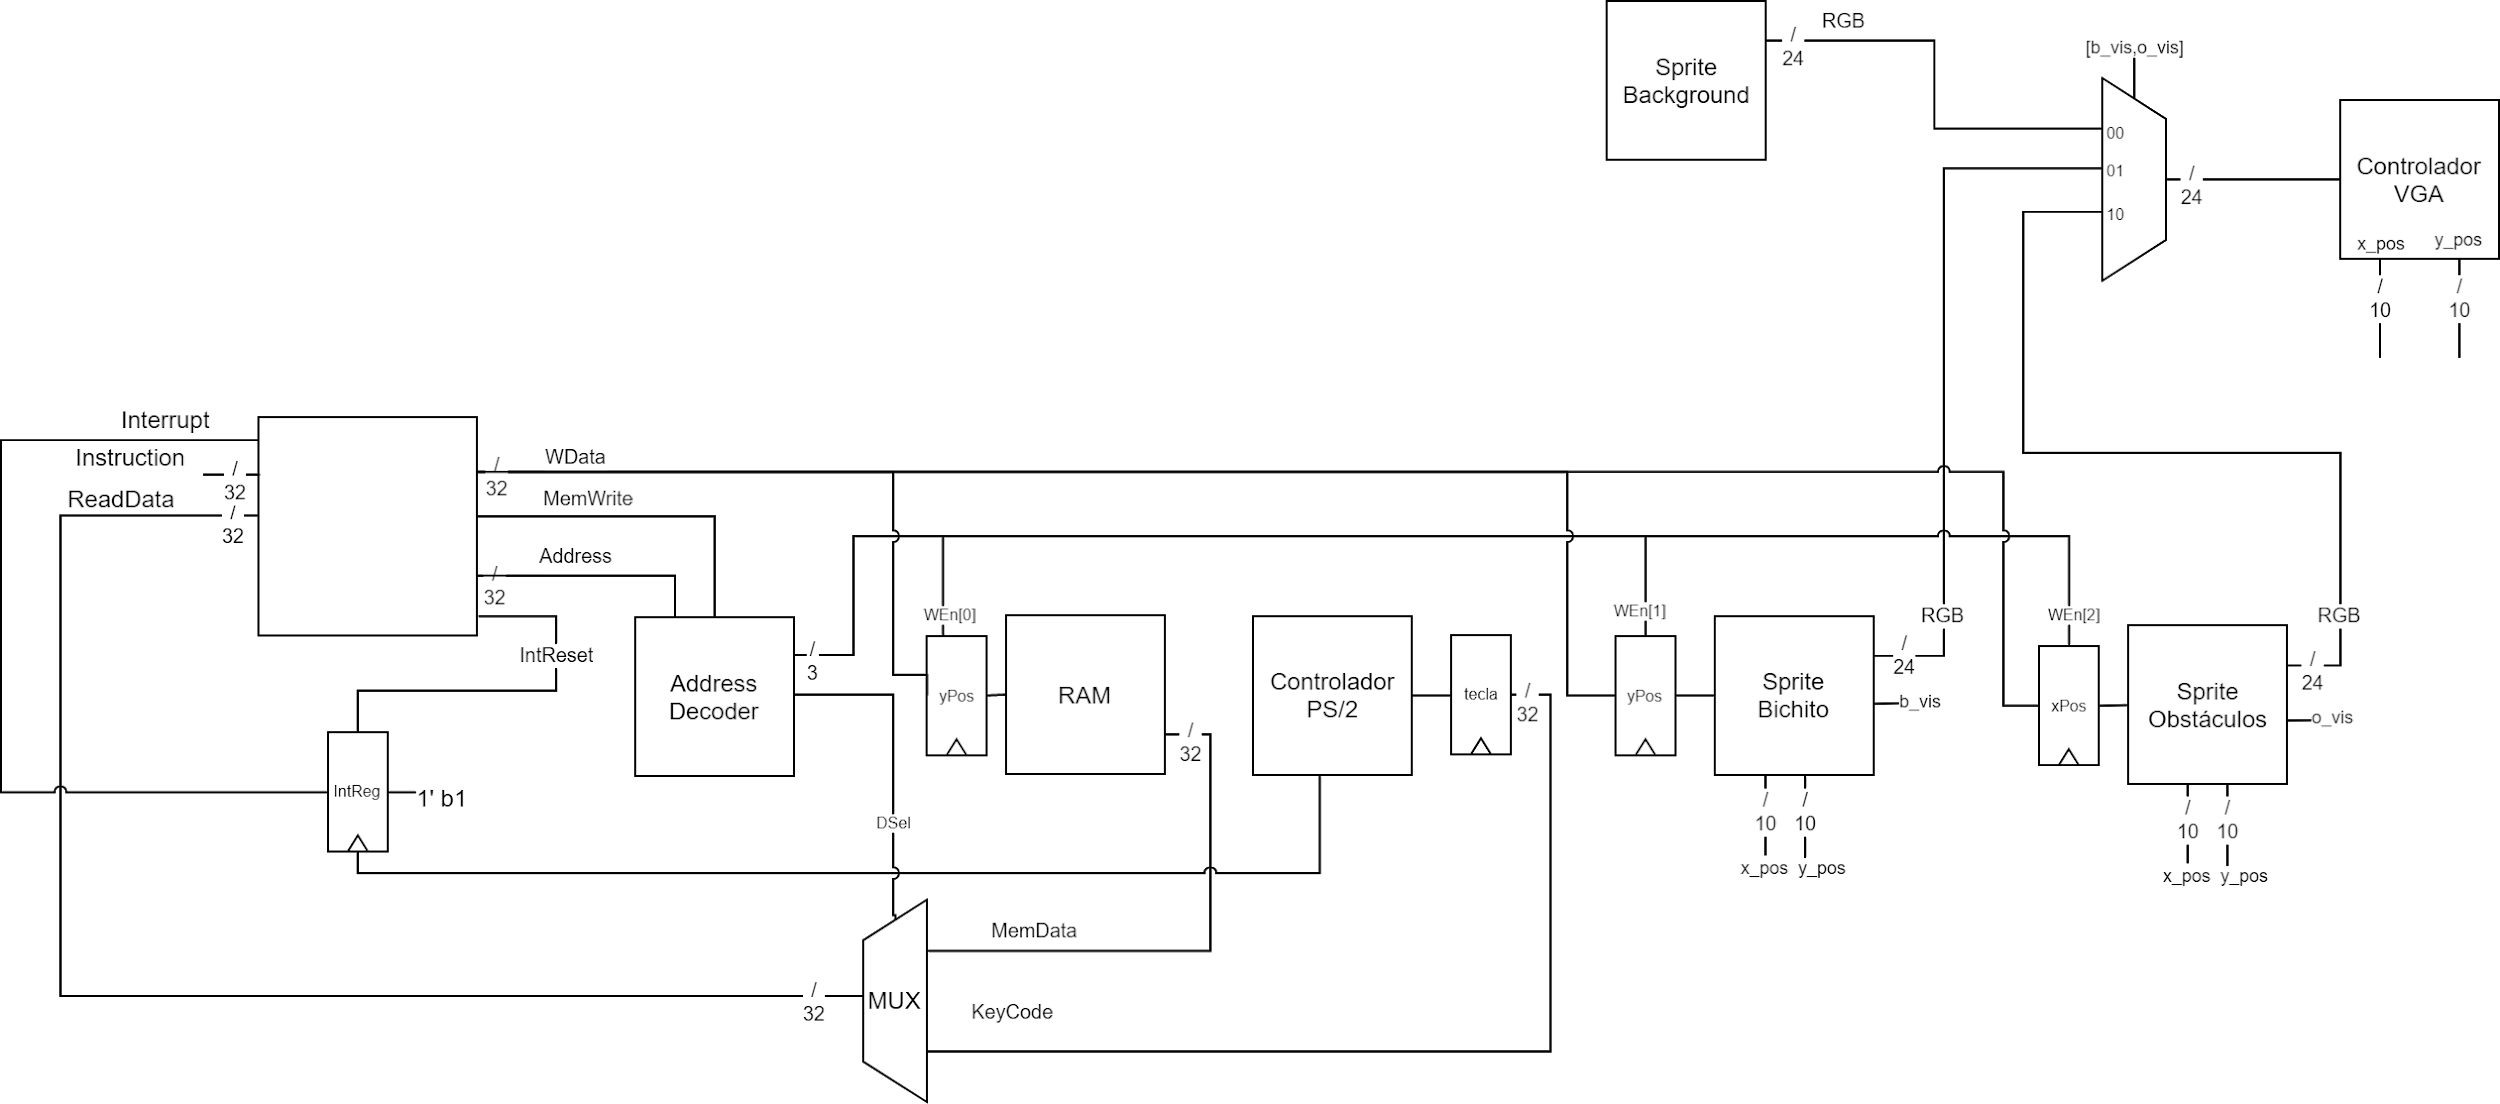 RGB
/
24
[b_vis,o_vis]
Sprite
Background
00
01
10
/
24
Controlador
VGA
x_pos
y_pos
/
10
/
10
Interrupt
Instruction
/
32
ReadData
/
32
WData
/
32
MemWrite
Address
/
32
IntReset
IntReg
1' b1
Address
Decoder
/
3
DSel
WEn[0]
yPos
RAM
/
32
Controlador
PS/2
tecla
/
32
WEn[1]
yPos
Sprite
Bichito
RGB
/
24
b_vis
/
10
/
10
x_pos
y_pos
WEn[2]
xPos
Sprite
Obstáculos
RGB
/
24
o_vis
/
10
/
10
x_pos
y_pos
MemData
MUX
KeyCode
/
32